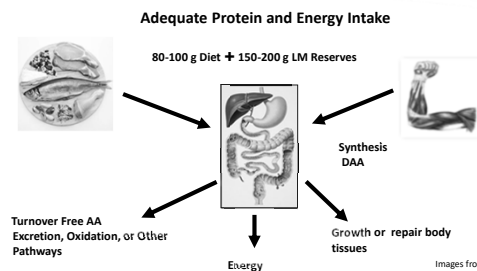 Adequate Protein and Energy Intake
80-100 g Diet + 150-200 g LM Reserves
Synthesis
DAA
Turnover Free AA
Excretion, Oxidation, or Other
Pathways
Growth or repair body
tissues
Energy
Images fro